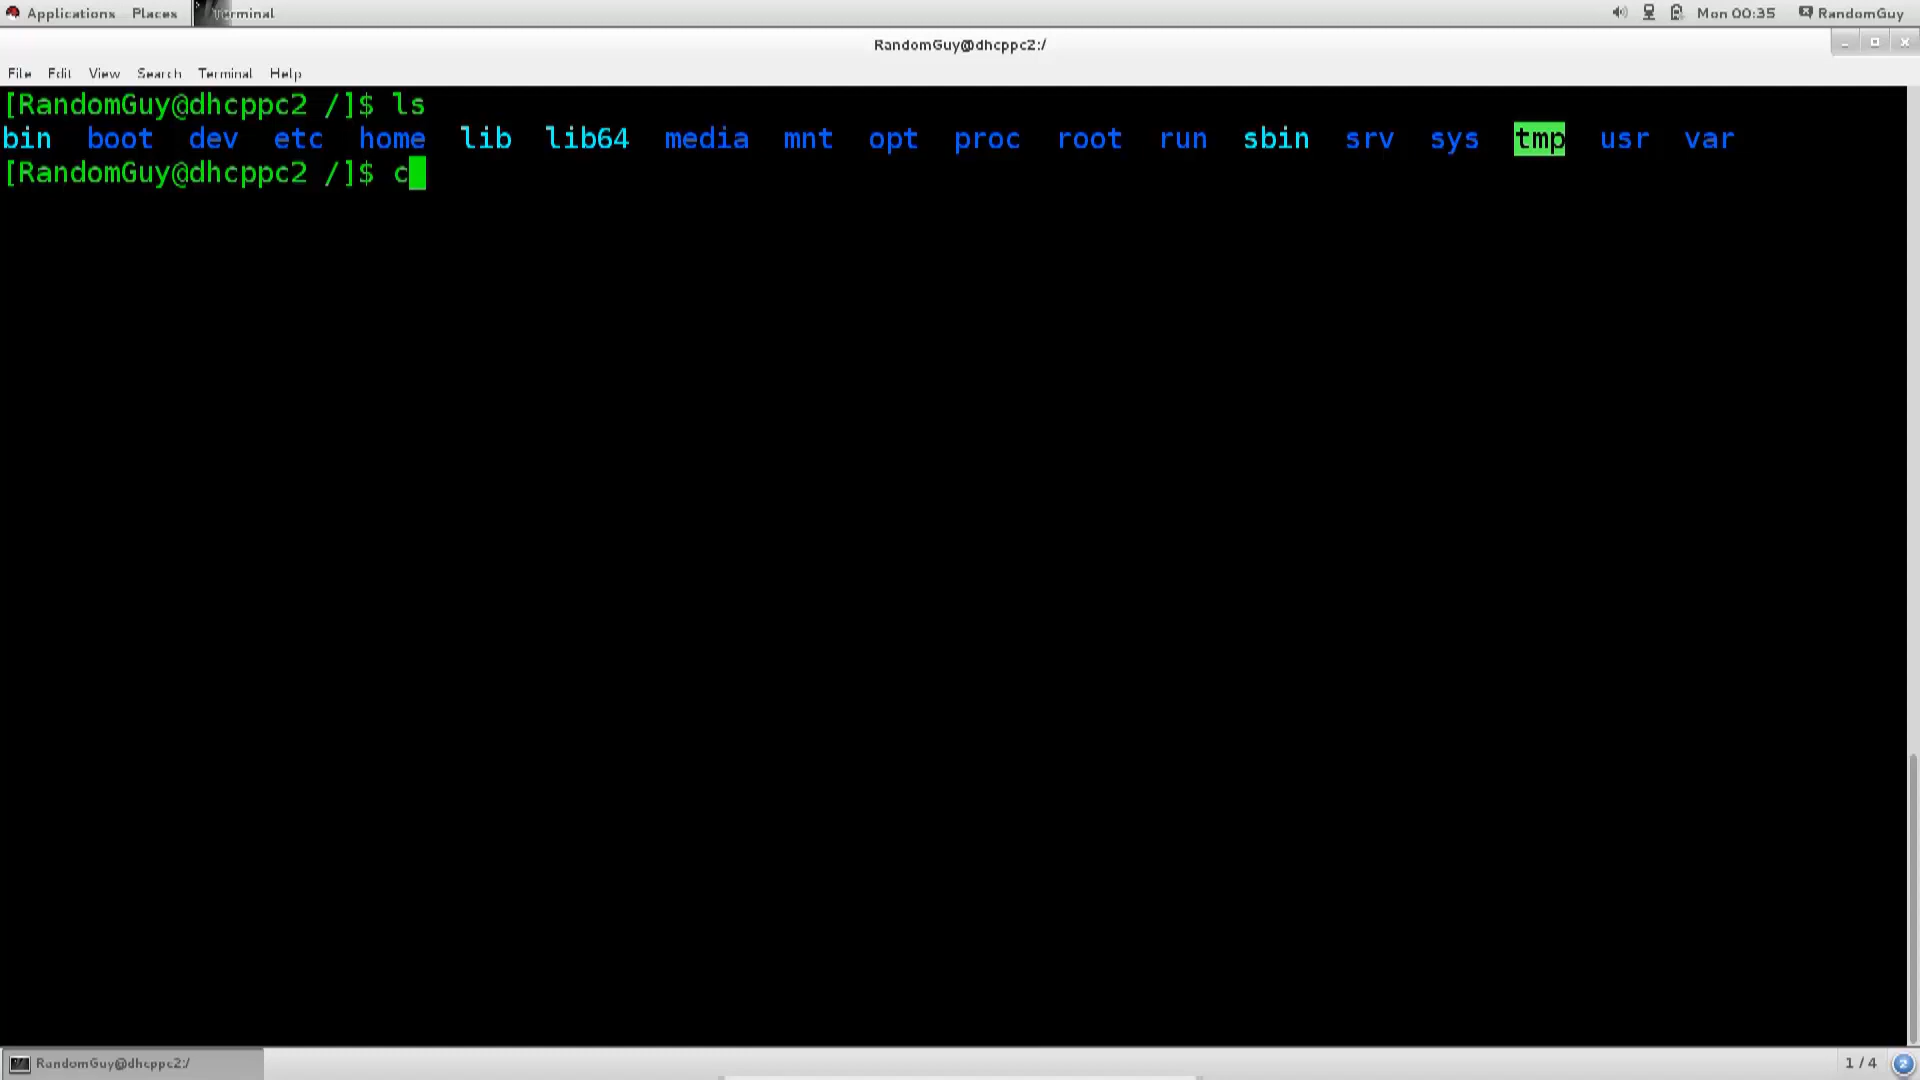 Applications Places Terminal Mon 00:35 RandomGuy
RandomGuy@dhcppc2:/
File Edit View Search Terminal Help
[RandomGuy@dhcppc2 /]$ ls
bin boot dev etc home lib lib64 media mnt opt proc root run sbin srv sys tmp usr var
[RandomGuy@dhcppc2 /]$ c
RandomGuy@dhcppc2:/ 1 / 4 2